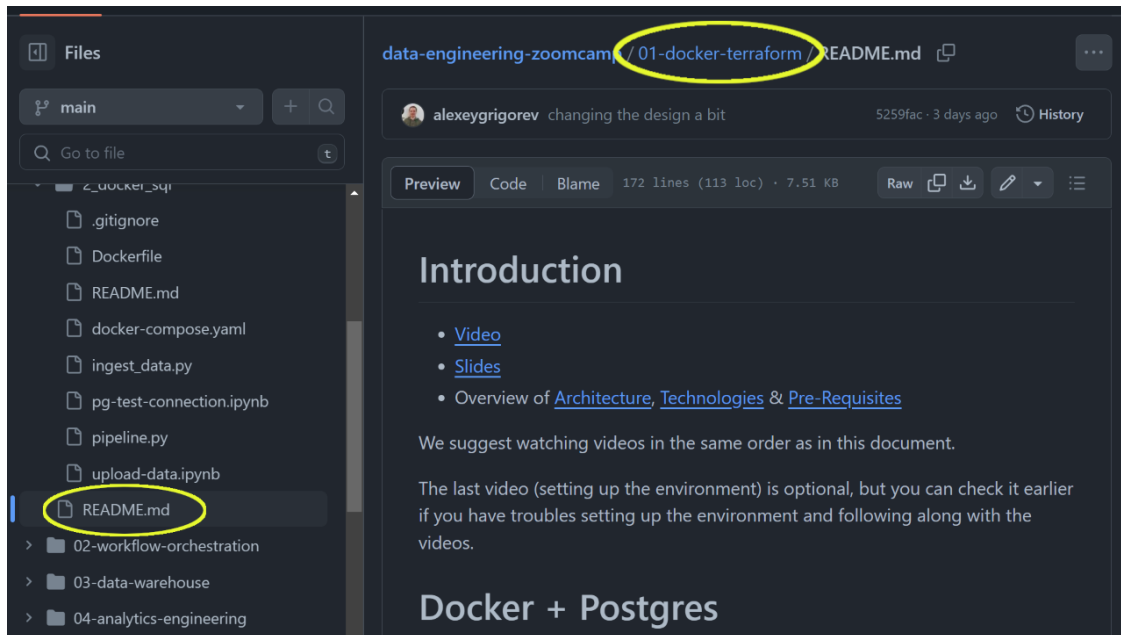 Files
main
Go to file
t
2_docker_sql
.gitignore
Dockerfile
README.md
docker-compose.yaml
ingest_data.py
pg-test-connection.ipynb
pipeline.py
upload-data.ipynb
README.md
02-workflow-orchestration
03-data-warehouse
04-analytics-engineering
data-engineering-zoomcamp / 01-docker-terraform / README.md
alexeygrigorev changing the design a bit 5259fac · 3 days ago History
Preview Code Blame 172 lines (113 loc) · 7.51 KB Raw
Introduction
• Video
• Slides
• Overview of Architecture, Technologies & Pre-Requisites
We suggest watching videos in the same order as in this document.
The last video (setting up the environment) is optional, but you can check it earlier
if you have troubles setting up the environment and following along with the
videos.
Docker + Postgres